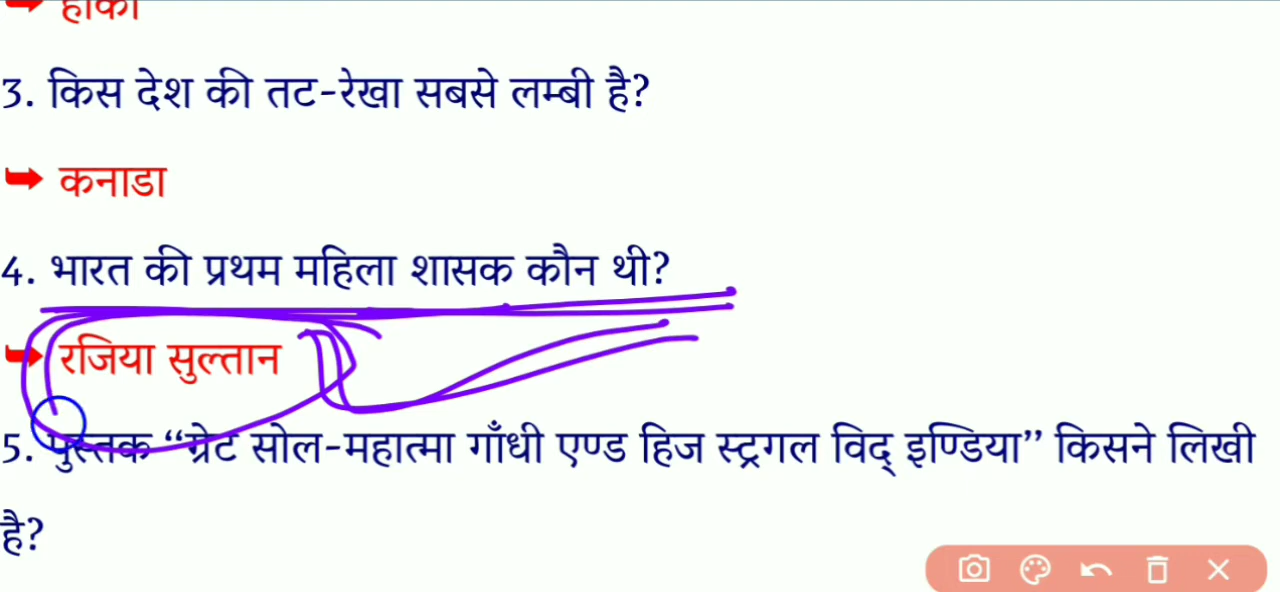 ➥ हॉकी
3. किस देश की तट-रेखा सबसे लम्बी है?
➥ कनाडा
4. भारत की प्रथम महिला शासक कौन थी?
➥ रजिया सुल्तान
5. पुस्तक “ग्रेट सोल-महात्मा गाँधी एण्ड हिज स्ट्रगल विद् इण्डिया” किसने लिखी
है?